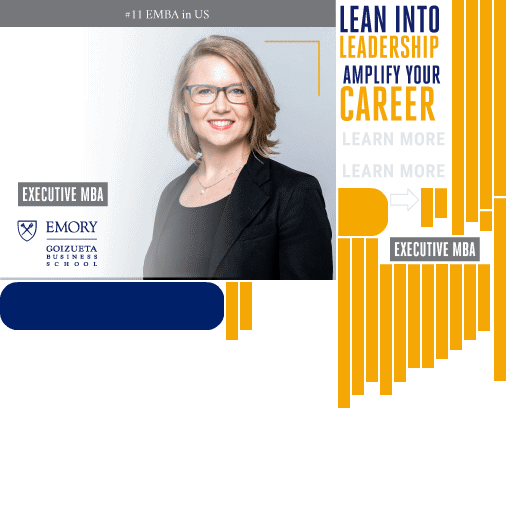 #11 EMBA in US
EXECUTIVE MBA
EMORY
GOIZUETA
BUSINESS
SCHOOL
LEAN INTO
LEADERSHIP
AMPLIFY YOUR
CAREER
LEARN MORE
LEARN MORE
EXECUTIVE MBA